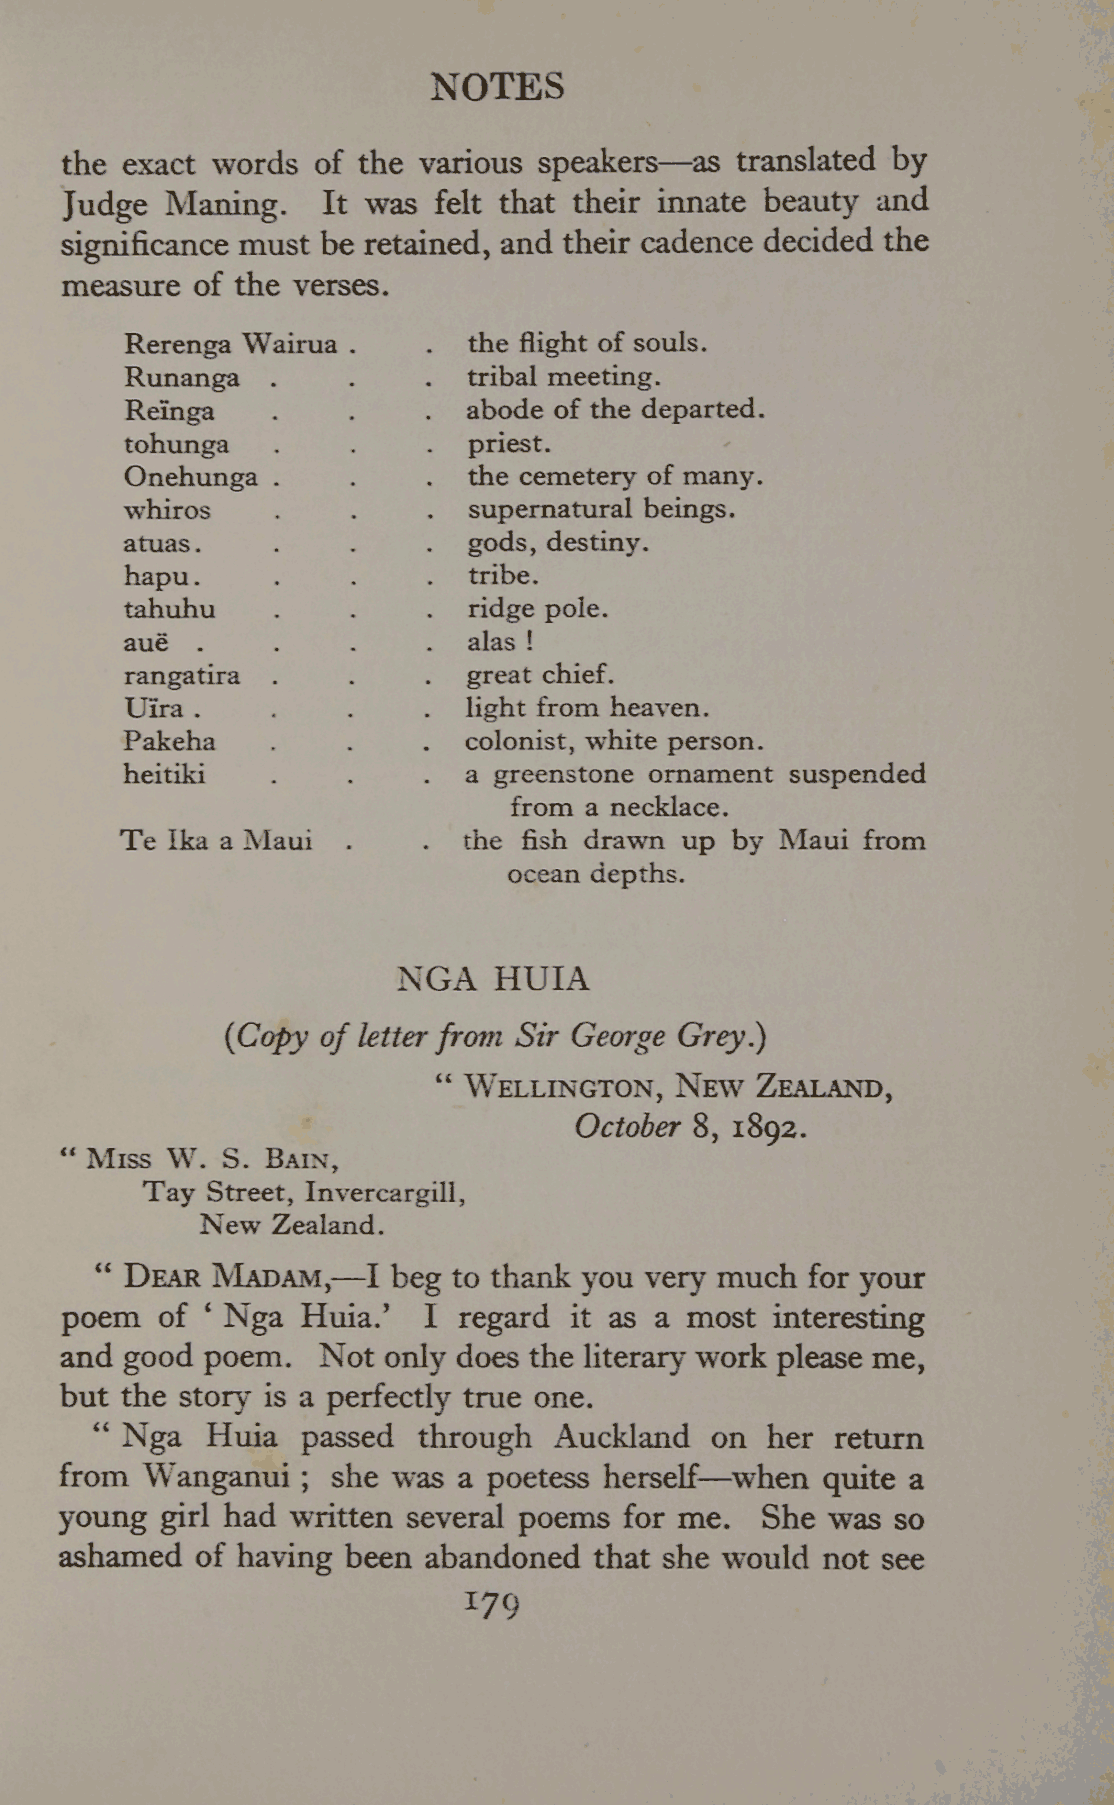 NOTES
the exact words of the various speakers—as translated by
Judge Maning. It was felt that their innate beauty and
significance must be retained, and their cadence decided the
measure of the verses.
Rerenga Wairua . . the flight of souls.
Runanga . . . tribal meeting.
Reïnga . . . abode of the departed.
tohunga . . . priest.
Onehunga . . . the cemetery of many.
whiros . . . supernatural beings.
atuas. . . . gods, destiny.
hapu. . . . tribe.
tahuhu . . . ridge pole.
auë . . . . alas !
rangatira . . . great chief.
Uïra . . . . light from heaven.
Pakeha . . . colonist, white person.
heitiki . . . a greenstone ornament suspended
from a necklace.
Te Ika a Maui . . the fish drawn up by Maui from
ocean depths.
NGA HUIA
(Copy of letter from Sir George Grey.)
“ WELLINGTON, NEW ZEALAND,
October 8, 1892.
“ MISS W. S. BAIN,
Tay Street, Invercargill,
New Zealand.
“ DEAR MADAM,—I beg to thank you very much for your
poem of ‘ Nga Huia.’ I regard it as a most interesting
and good poem. Not only does the literary work please me,
but the story is a perfectly true one.
“ Nga Huia passed through Auckland on her return
from Wanganui ; she was a poetess herself—when quite a
young girl had written several poems for me. She was so
ashamed of having been abandoned that she would not see
179